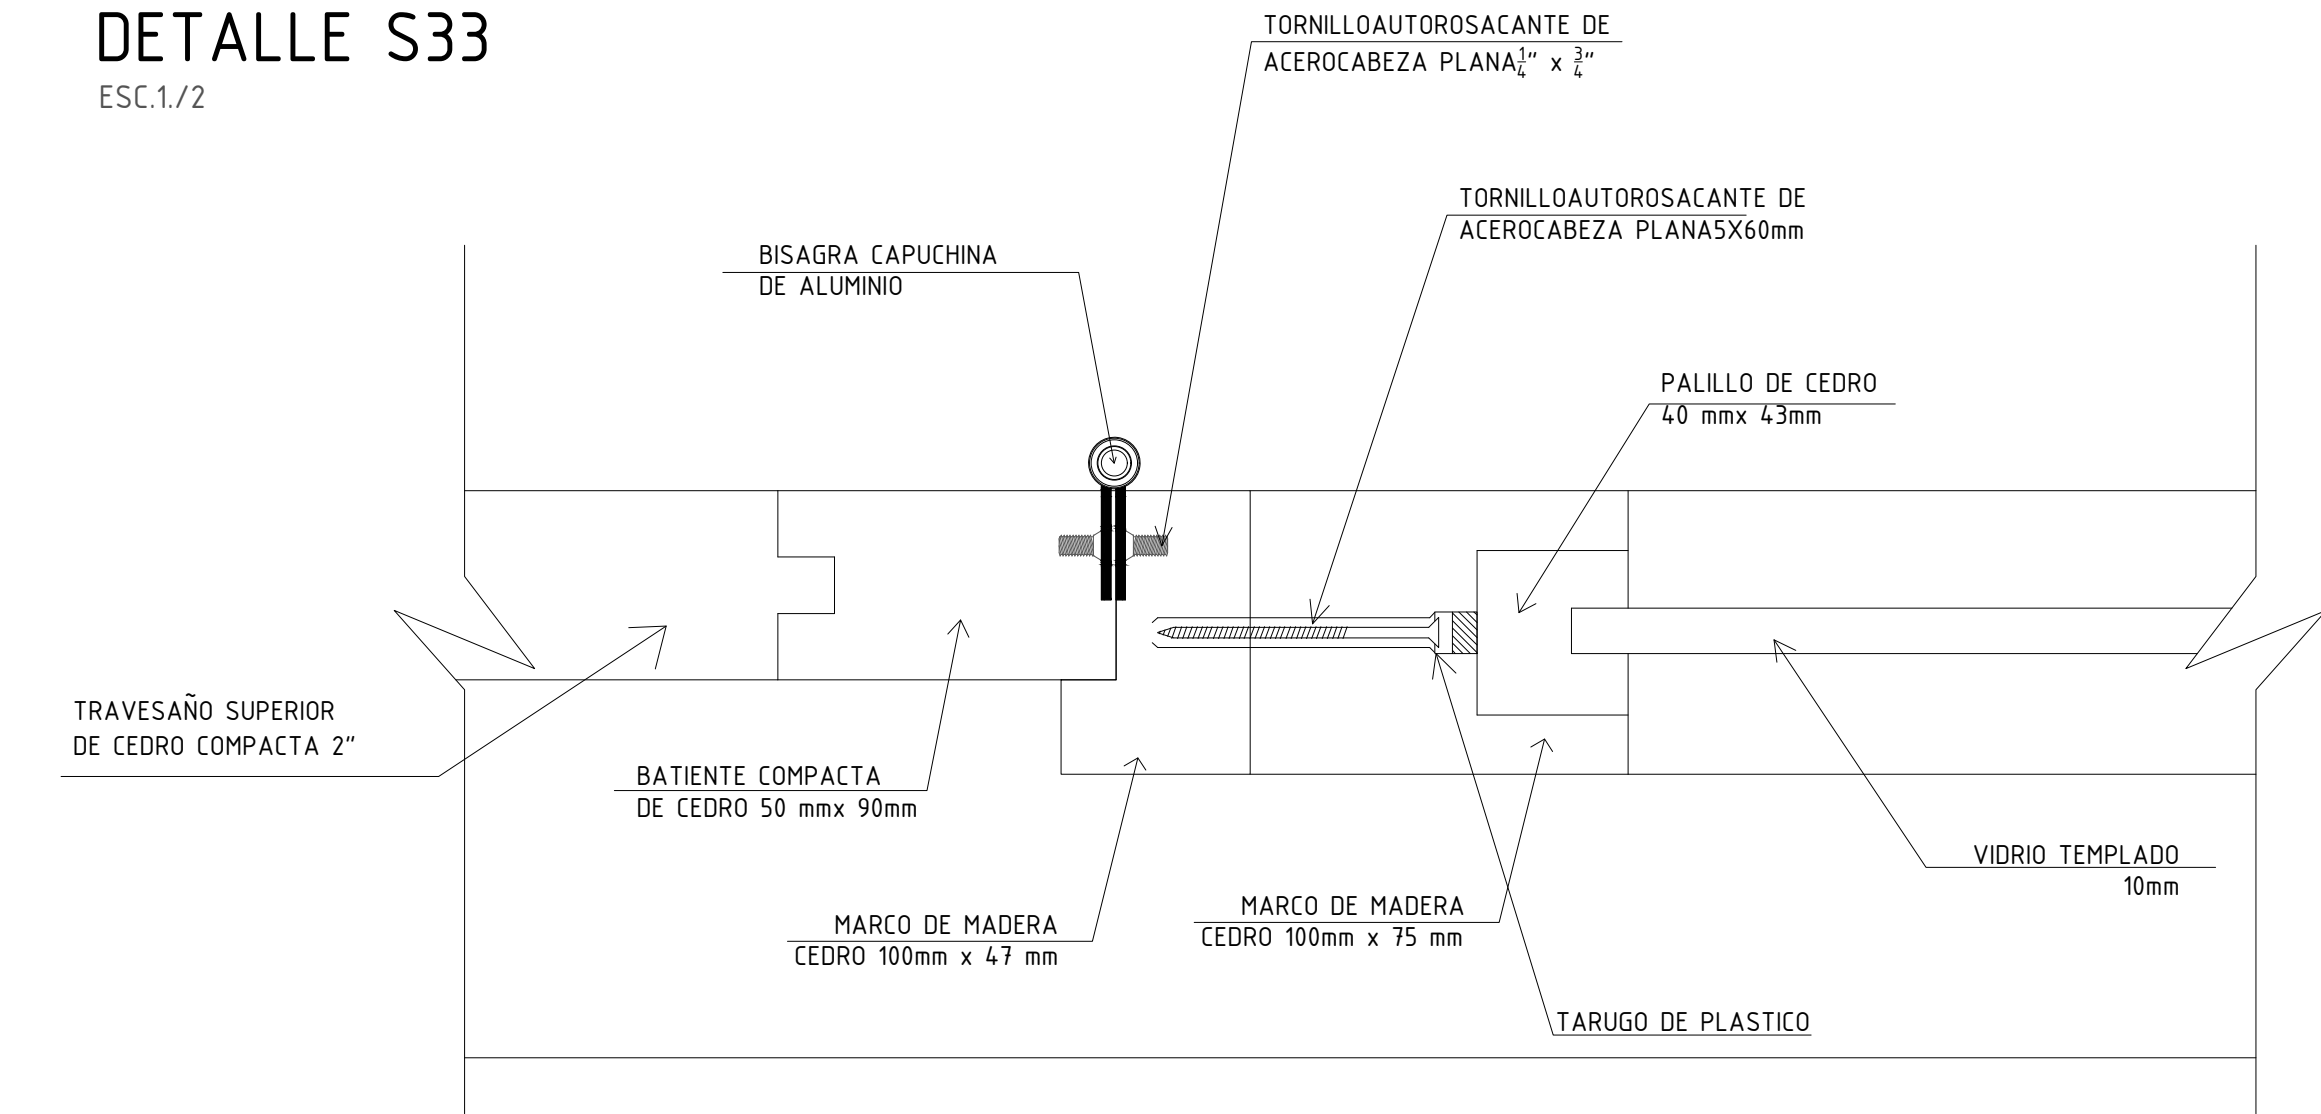 DETALLE S33
ESC.1./2
TORNILLOAUTOROSACANTE DE
ACEROCABEZA PLANA1/4" x 3/4"
TORNILLOAUTOROSACANTE DE
ACEROCABEZA PLANA5X60mm
BISAGRA CAPUCHINA
DE ALUMINIO
PALILLO DE CEDRO
40 mmx 43mm
TRAVESAÑO SUPERIOR
DE CEDRO COMPACTA 2"
BATIENTE COMPACTA
DE CEDRO 50 mmx 90mm
VIDRIO TEMPLADO
10mm
MARCO DE MADERA
CEDRO 100mm x 47 mm
MARCO DE MADERA
CEDRO 100mm x 75 mm
TARUGO DE PLASTICO